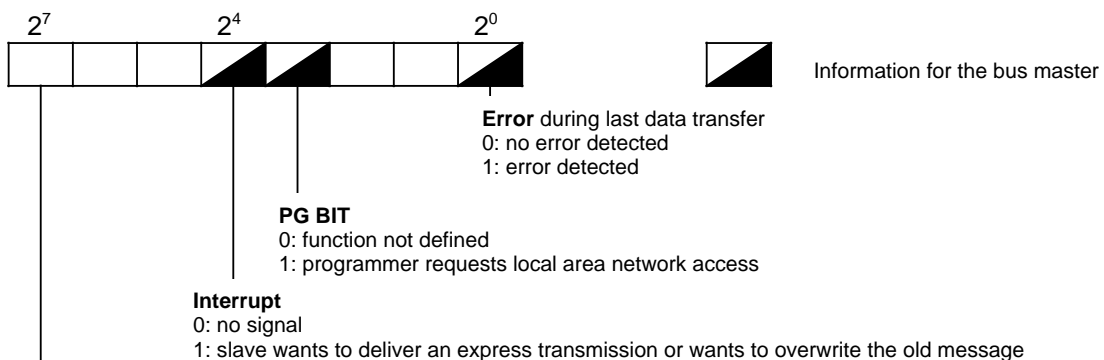 2⁷ 2⁴ 2⁰
Information for the bus master
Error during last data transfer
0: no error detected
1: error detected
PG BIT
0: function not defined
1: programmer requests local area network access
Interrupt
0: no signal
1: slave wants to deliver an express transmission or wants to overwrite the old message